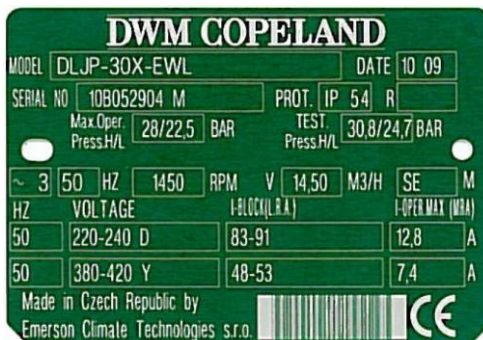 DWM COPELAND
MODEL DLJP-30X-EWL DATE 10 09
SERIAL NO 10B052904 M PROT. IP 54 R
Max.Oper. Press.H/L 28/22,5 BAR TEST. Press.H/L 30,8/24,7 BAR
~ 3 50 HZ 1450 RPM V 14,50 M3/H SE M
HZ VOLTAGE I-BLOCK(L.R.A.) I-OPER.MAX (MRA)
50 220-240 D 83-91 12,8 A
50 380-420 Y 48-53 7,4 A
Made in Czech Republic by
Emerson Climate Technologies s.r.o. CE